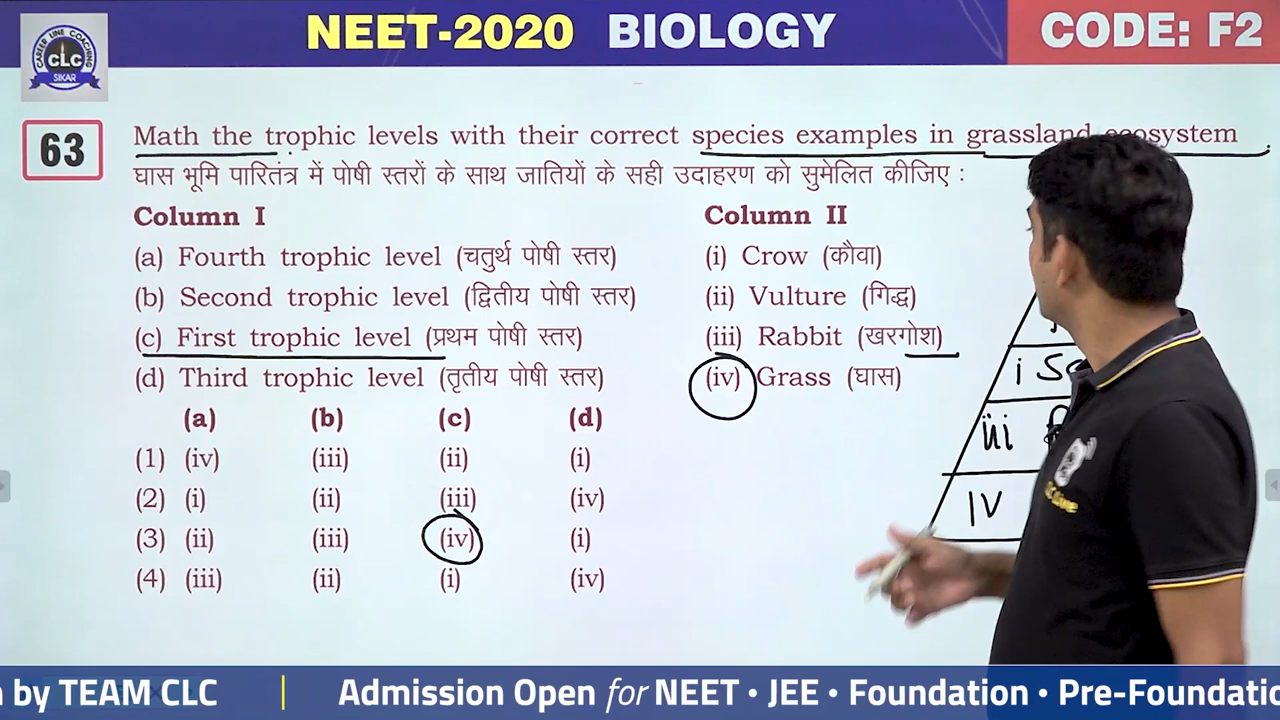 NEET-2020 BIOLOGY
CODE: F2
CAREER LINE COACHING
CLC
SIKAR
63
Math the trophic levels with their correct species examples in grassland ecosystem
घास भूमि पारितंत्र में पोषी स्तरों के साथ जातियों के सही उदाहरण को सुमेलित कीजिए :
Column I Column II
(a) Fourth trophic level (चतुर्थ पोषी स्तर) (i) Crow (कौवा)
(b) Second trophic level (द्वितीय पोषी स्तर) (ii) Vulture (गिद्ध)
(c) First trophic level (प्रथम पोषी स्तर) (iii) Rabbit (खरगोश)
(d) Third trophic level (तृतीय पोषी स्तर) (iv) Grass (घास)
(a) (b) (c) (d)
(1) (iv) (iii) (ii) (i)
(2) (i) (ii) (iii) (iv)
(3) (ii) (iii) (iv) (i)
(4) (iii) (ii) (i) (iv)
i
iii
IV
n by TEAM CLC | Admission Open for NEET • JEE • Foundation • Pre-Foundatio